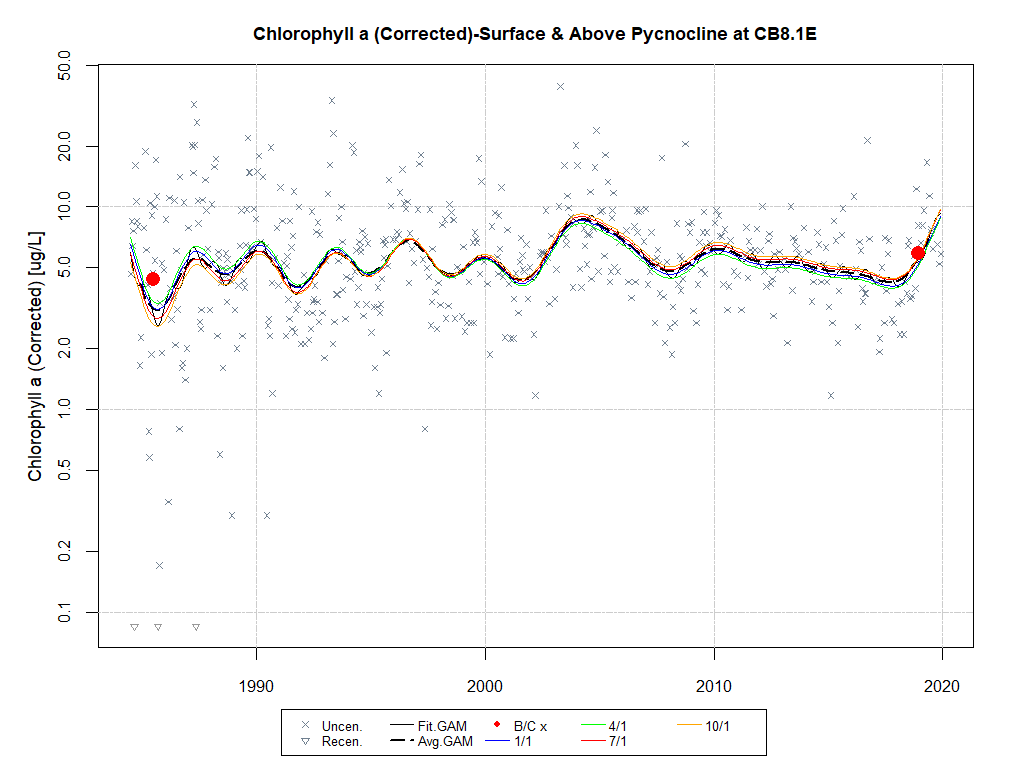 Chlorophyll a (Corrected)-Surface & Above Pycnocline at CB8.1E
Chlorophyll a (Corrected) [ug/L]
50.0
20.0
10.0
5.0
2.0
1.0
0.5
0.2
0.1
1990 2000 2010 2020
Uncen. Fit.GAM B/C x 4/1 10/1
Recen. Avg.GAM 1/1 7/1